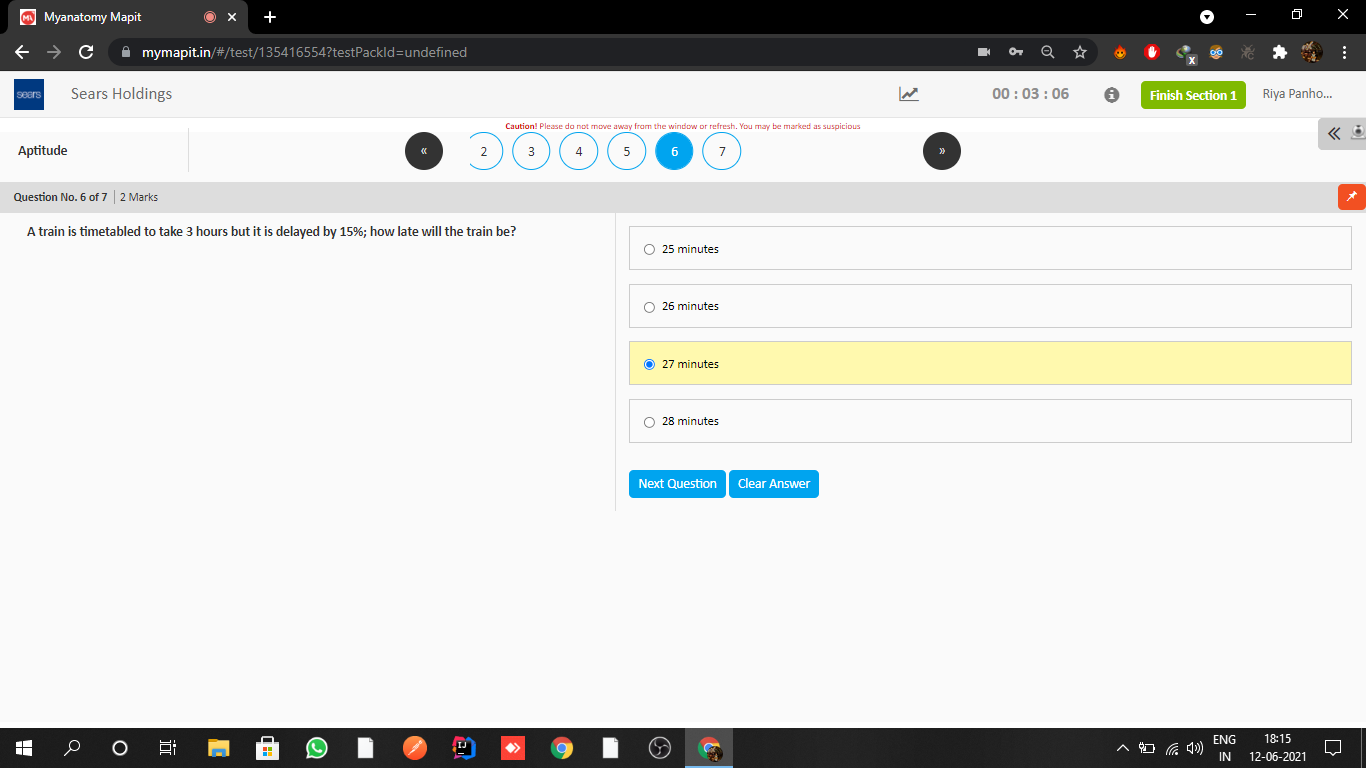 Myanatomy Mapit
mymapit.in/#/test/135416554?testPackId=undefined
sears
Sears Holdings
00 : 03 : 06
Finish Section 1
Riya Panho...
Caution! Please do not move away from the window or refresh, You may be marked as suspicious
Aptitude
«
2
3
4
5
6
7
»
Question No. 6 of 7
2 Marks
A train is timetabled to take 3 hours but it is delayed by 15%; how late will the train be?
25 minutes
26 minutes
27 minutes
28 minutes
Next Question
Clear Answer
ENG
IN
18:15
12-06-2021